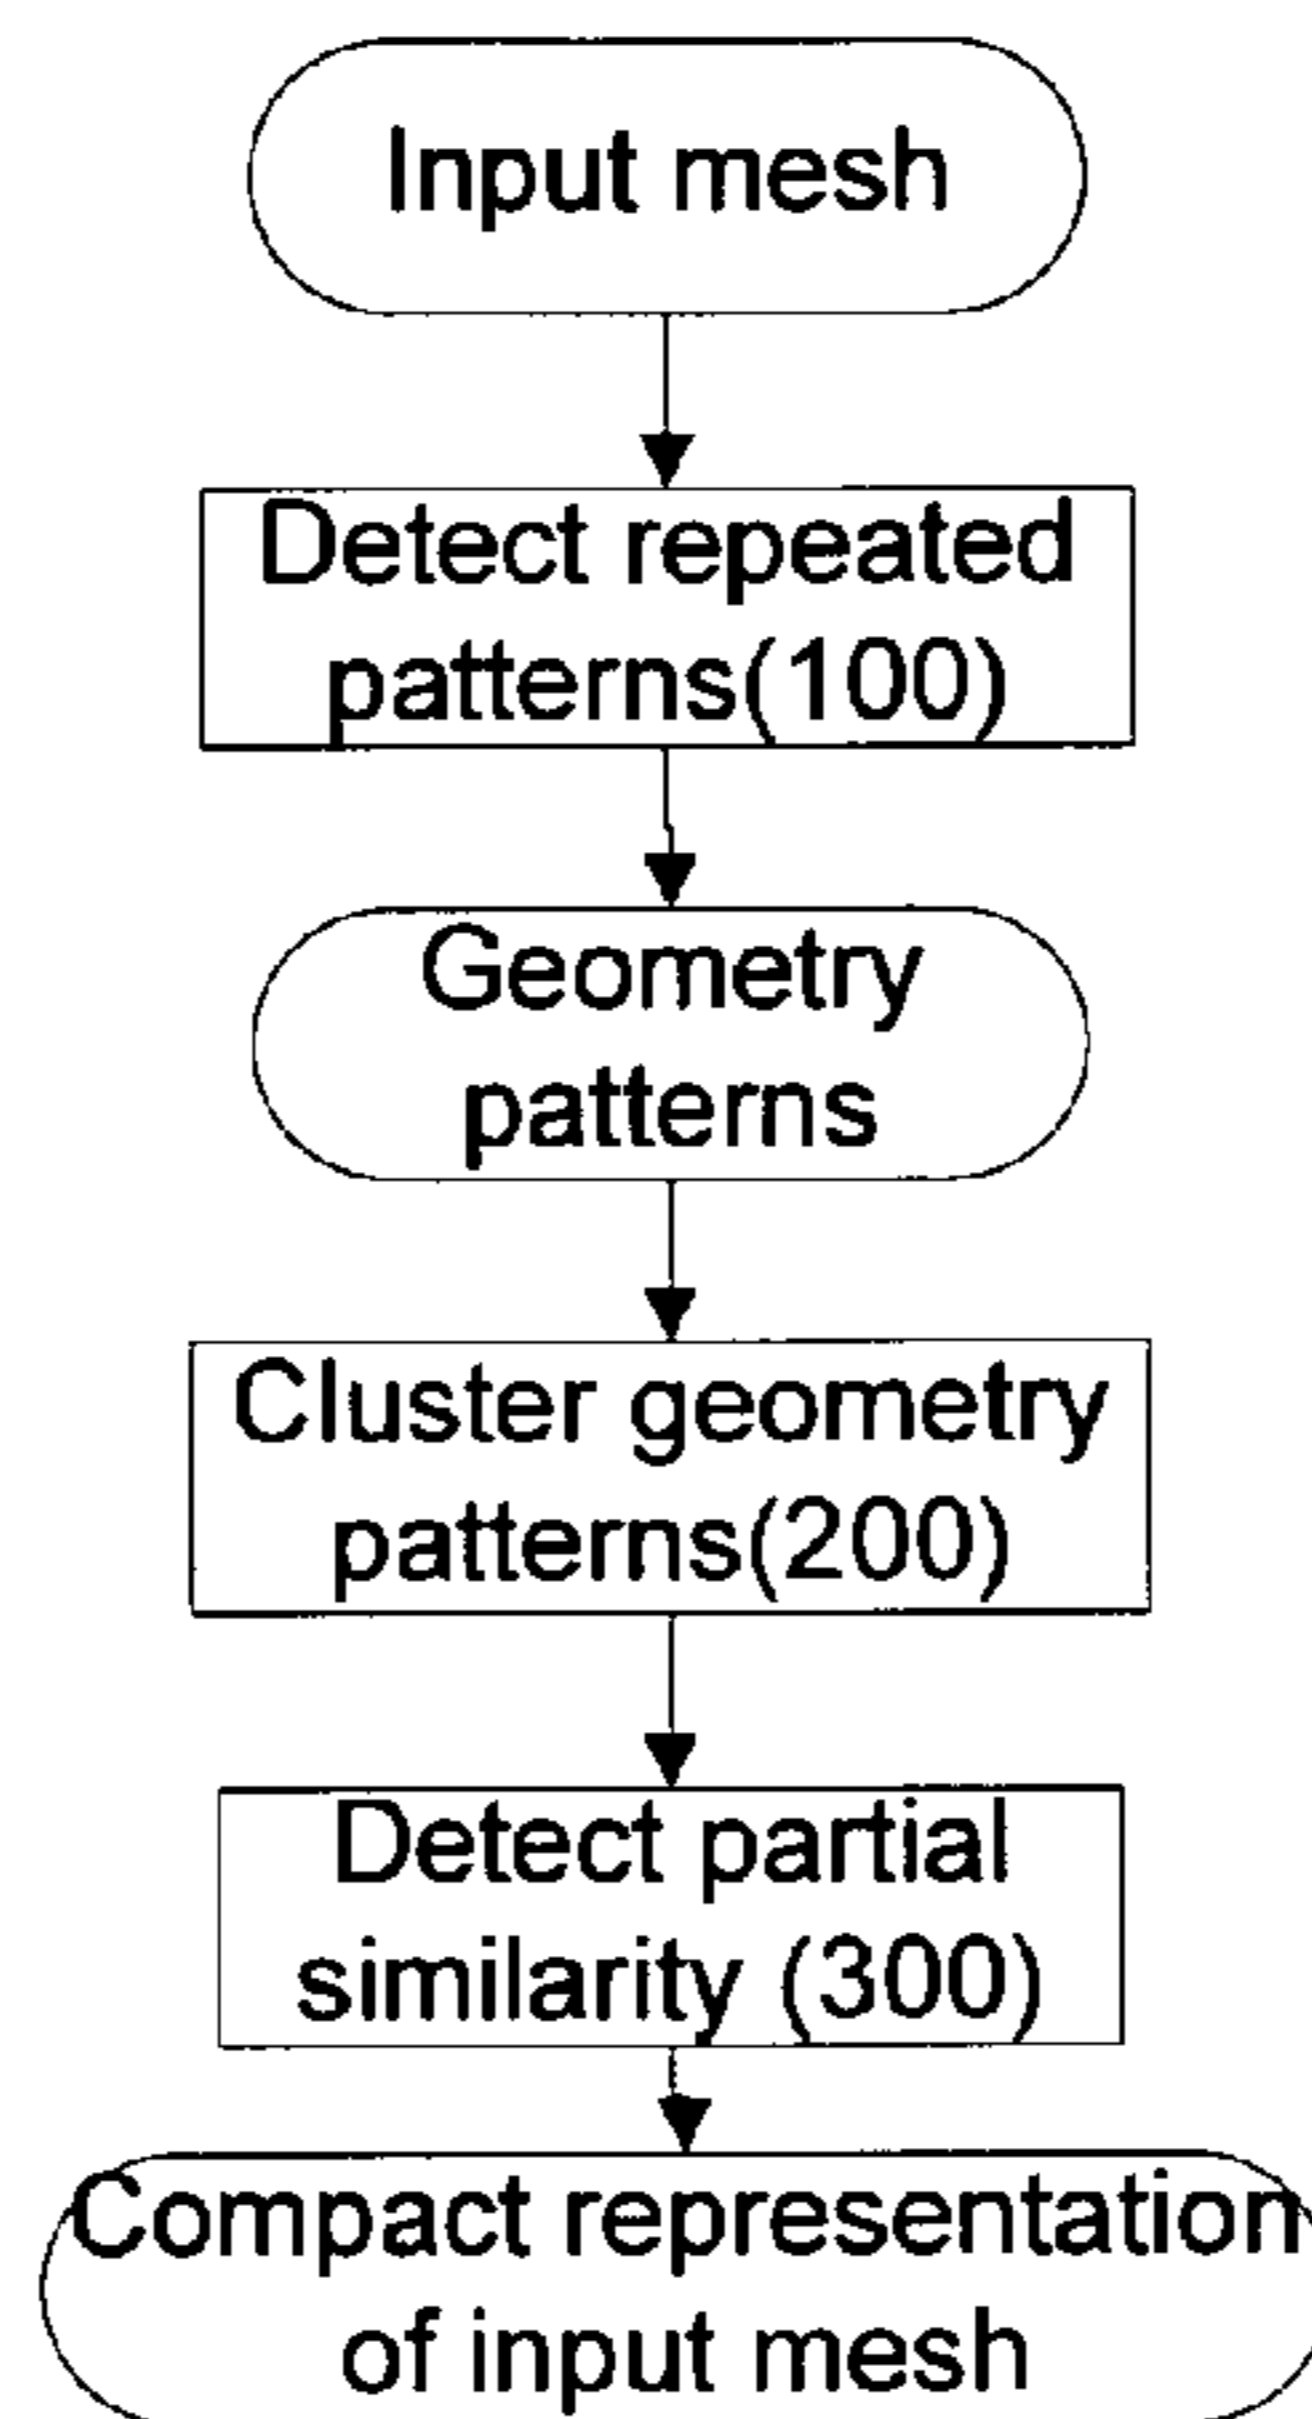 Input mesh
Detect repeated
patterns(100)
Geometry
patterns
Cluster geometry
patterns(200)
Detect partial
similarity (300)
Compact representation
of input mesh